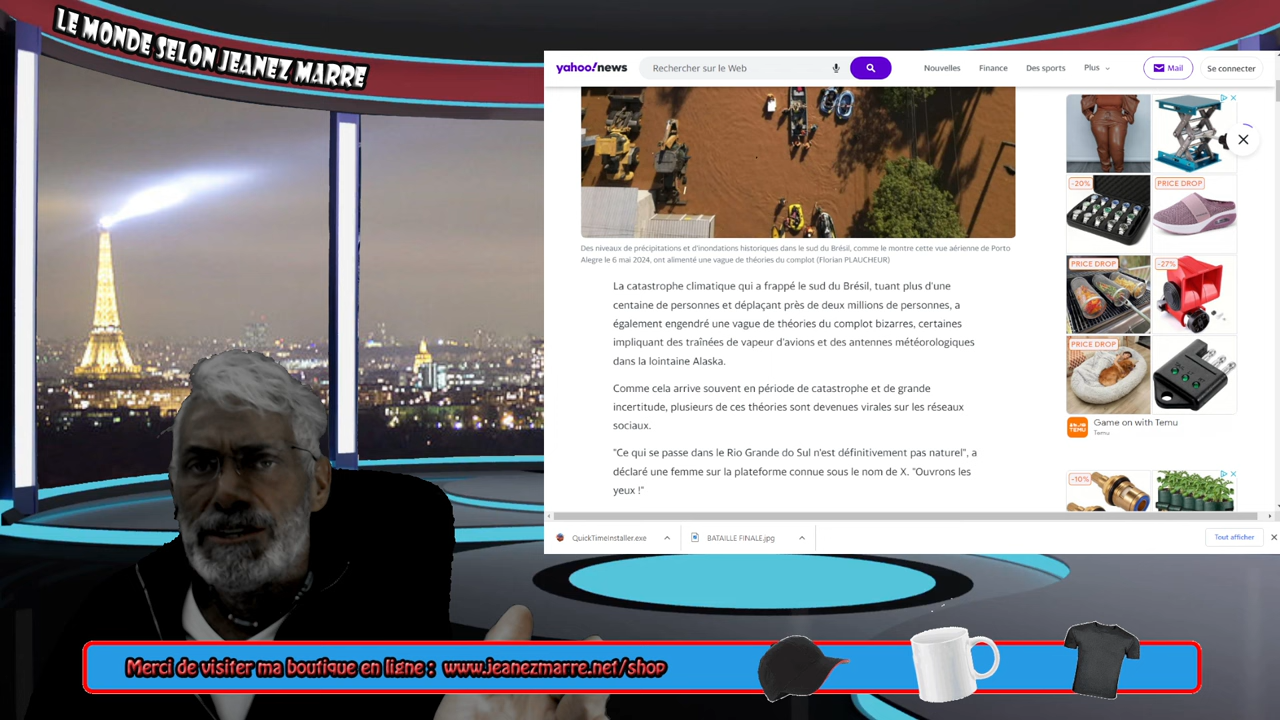 LE MONDE SELON JEANEZ MARRE
yahoo!news
Rechercher sur le Web
Nouvelles
Finance
Des sports
Plus
Mail
Se connecter
Des niveaux de précipitations et d'inondations historiques dans le sud du Brésil, comme le montre cette vue aérienne de Porto
Alegre le 6 mai 2024, ont alimenté une vague de théories du complot (Florian PLAUCHEUR)
La catastrophe climatique qui a frappé le sud du Brésil, tuant plus d'une
centaine de personnes et déplaçant près de deux millions de personnes, a
également engendré une vague de théories du complot bizarres, certaines
impliquant des traînées de vapeur d'avions et des antennes météorologiques
dans la lointaine Alaska.
Comme cela arrive souvent en période de catastrophe et de grande
incertitude, plusieurs de ces théories sont devenues virales sur les réseaux
sociaux.
"Ce qui se passe dans le Rio Grande do Sul n'est définitivement pas naturel", a
déclaré une femme sur la plateforme connue sous le nom de X. "Ouvrons les
yeux !"
-20%
PRICE DROP
PRICE DROP
-27%
PRICE DROP
TEMU
Game on with Temu
Temu
-10%
QuickTimeInstaller.exe
BATAILLE FINALE.jpg
Tout afficher
Merci de visiter ma boutique en ligne : www.jeanezmarre.net/shop